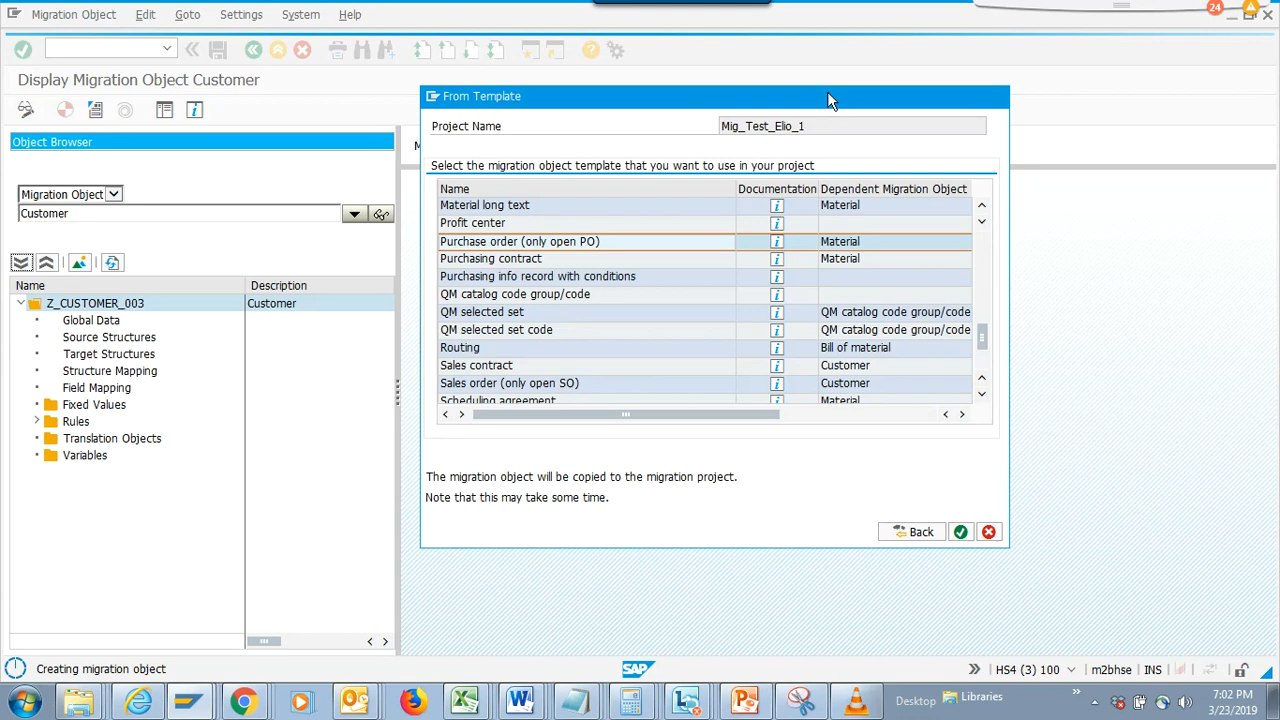 Migration Object Edit Goto Settings System Help
24
Display Migration Object Customer
Object Browser
Migration Object
Customer
Name Description
Z_CUSTOMER_003 Customer
Global Data
Source Structures
Target Structures
Structure Mapping
Field Mapping
Fixed Values
Rules
Translation Objects
Variables
M
From Template
Project Name Mig_Test_Elio_1
Select the migration object template that you want to use in your project
Name Documentation Dependent Migration Object
Material long text Material
Profit center
Purchase order (only open PO) Material
Purchasing contract Material
Purchasing info record with conditions
QM catalog code group/code
QM selected set QM catalog code group/code
QM selected set code QM catalog code group/code
Routing Bill of material
Sales contract Customer
Sales order (only open SO) Customer
Scheduling agreement Material
The migration object will be copied to the migration project.
Note that this may take some time.
Back
Creating migration object
SAP
HS4 (3) 100 m2bhse INS
Desktop Libraries
7:02 PM
3/23/2019